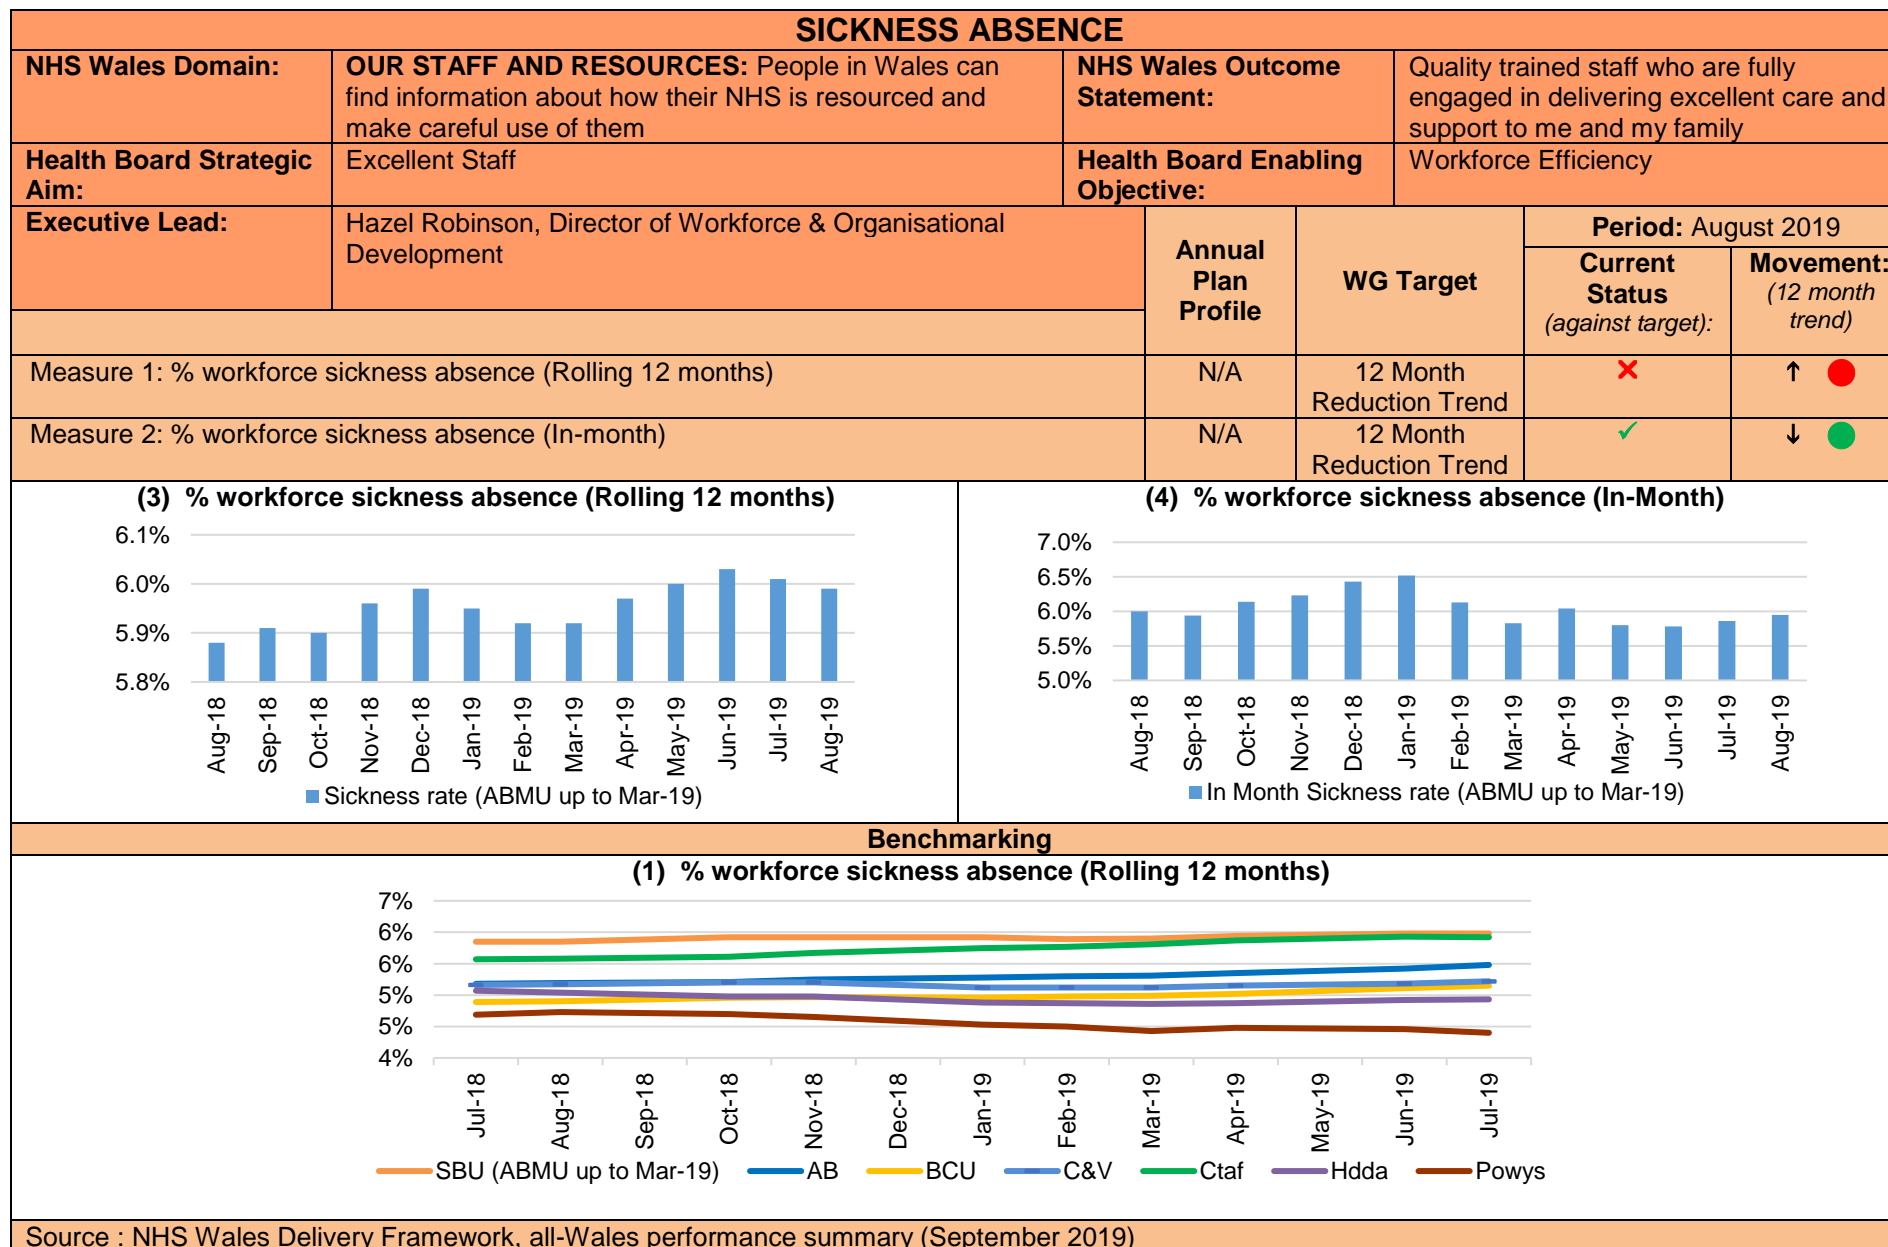 SICKNESS ABSENCE
NHS Wales Domain:
OUR STAFF AND RESOURCES: People in Wales can
find information about how their NHS is resourced and
make careful use of them
NHS Wales Outcome
Statement:
Quality trained staff who are fully
engaged in delivering excellent care and
support to me and my family
Health Board Strategic
Aim:
Excellent Staff
Health Board Enabling
Objective:
Workforce Efficiency
Executive Lead:
Hazel Robinson, Director of Workforce & Organisational
Development
Annual
Plan
Profile
WG Target
Period: August 2019
Current
Status
(against target):
Movement:
(12 month
trend)
Measure 1: % workforce sickness absence (Rolling 12 months)
N/A
12 Month
Reduction Trend
✕
↑
Measure 2: % workforce sickness absence (In-month)
N/A
12 Month
Reduction Trend
✓
↓
(3) % workforce sickness absence (Rolling 12 months)
6.1%
6.0%
5.9%
5.8%
Aug-18
Sep-18
Oct-18
Nov-18
Dec-18
Jan-19
Feb-19
Mar-19
Apr-19
May-19
Jun-19
Jul-19
Aug-19
Sickness rate (ABMU up to Mar-19)
(4) % workforce sickness absence (In-Month)
7.0%
6.5%
6.0%
5.5%
5.0%
Aug-18
Sep-18
Oct-18
Nov-18
Dec-18
Jan-19
Feb-19
Mar-19
Apr-19
May-19
Jun-19
Jul-19
Aug-19
In Month Sickness rate (ABMU up to Mar-19)
Benchmarking
(1) % workforce sickness absence (Rolling 12 months)
7%
6%
6%
5%
5%
4%
Jul-18
Aug-18
Sep-18
Oct-18
Nov-18
Dec-18
Jan-19
Feb-19
Mar-19
Apr-19
May-19
Jun-19
Jul-19
SBU (ABMU up to Mar-19)
AB
BCU
C&V
Ctaf
Hdda
Powys
Source : NHS Wales Delivery Framework, all-Wales performance summary (September 2019)